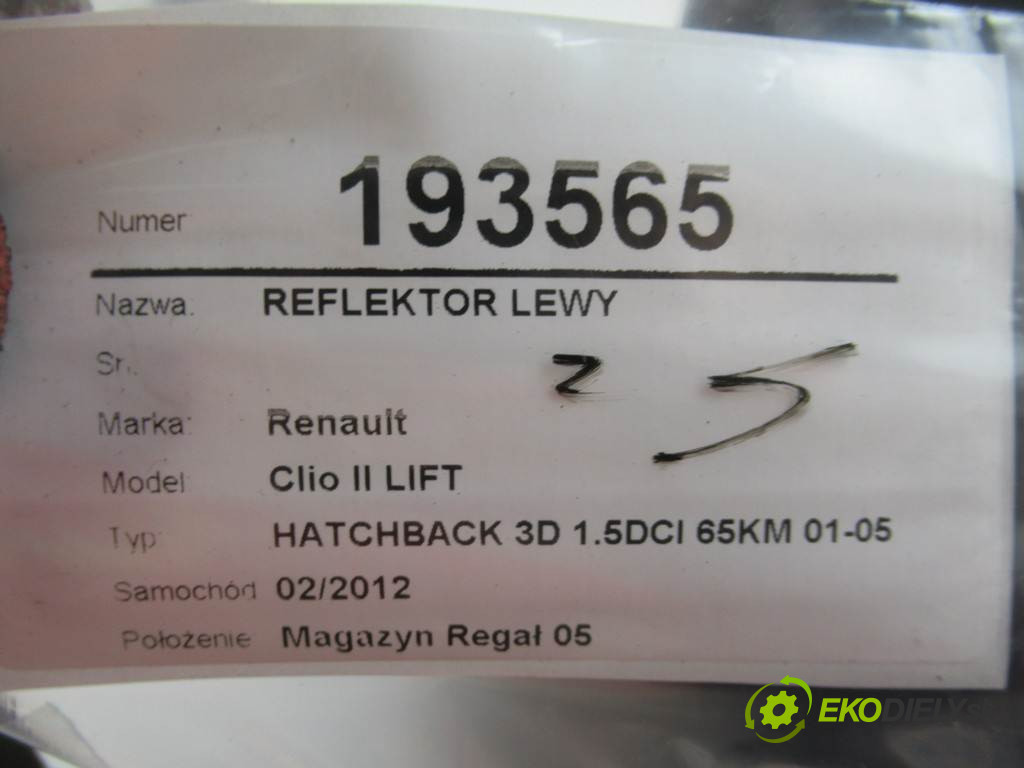 Numer 193565
Nazwa. REFLEKTOR LEWY
Sr.
z 5
Marka: Renault
Model Clio II LIFT
Typ: HATCHBACK 3D 1.5DCI 65KM 01-05
Samochód 02/2012
Położenie Magazyn Regał 05
EKODIELY